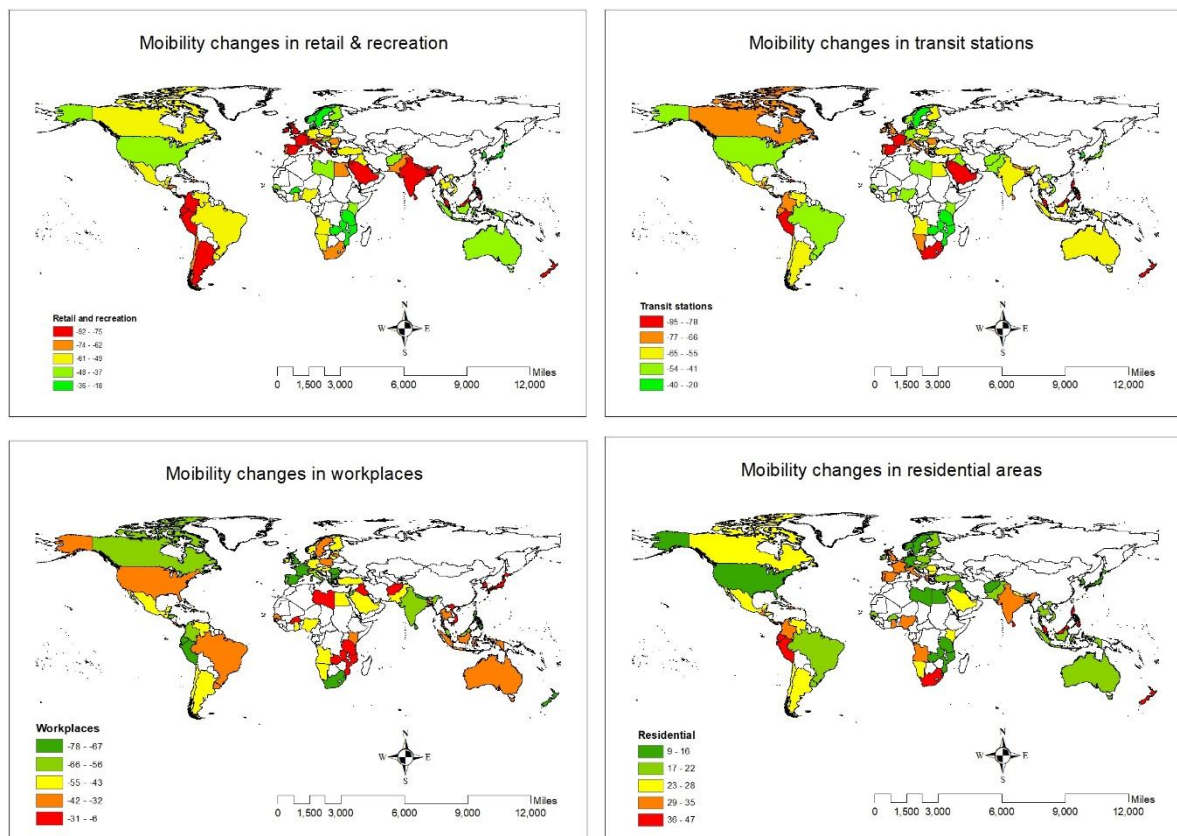 Moibility changes in retail & recreation
N
W E
S
Retail and recreation
-92 - -75
-74 - -62
-61 - -49
-48 - -37
-36 - -18
Miles
0 1,500 3,000 6,000 9,000 12,000
Moibility changes in transit stations
N
W E
S
Transit stations
-95 - -78
-77 - -66
-65 - -55
-54 - -41
-40 - -20
Miles
0 1,500 3,000 6,000 9,000 12,000
Moibility changes in workplaces
N
W E
S
Workplaces
-78 - -67
-66 - -56
-55 - -43
-42 - -32
-31 - -6
Miles
0 1,500 3,000 6,000 9,000 12,000
Moibility changes in residential areas
N
W E
S
Residential
9 - 16
17 - 22
23 - 28
29 - 35
36 - 47
Miles
0 1,500 3,000 6,000 9,000 12,000